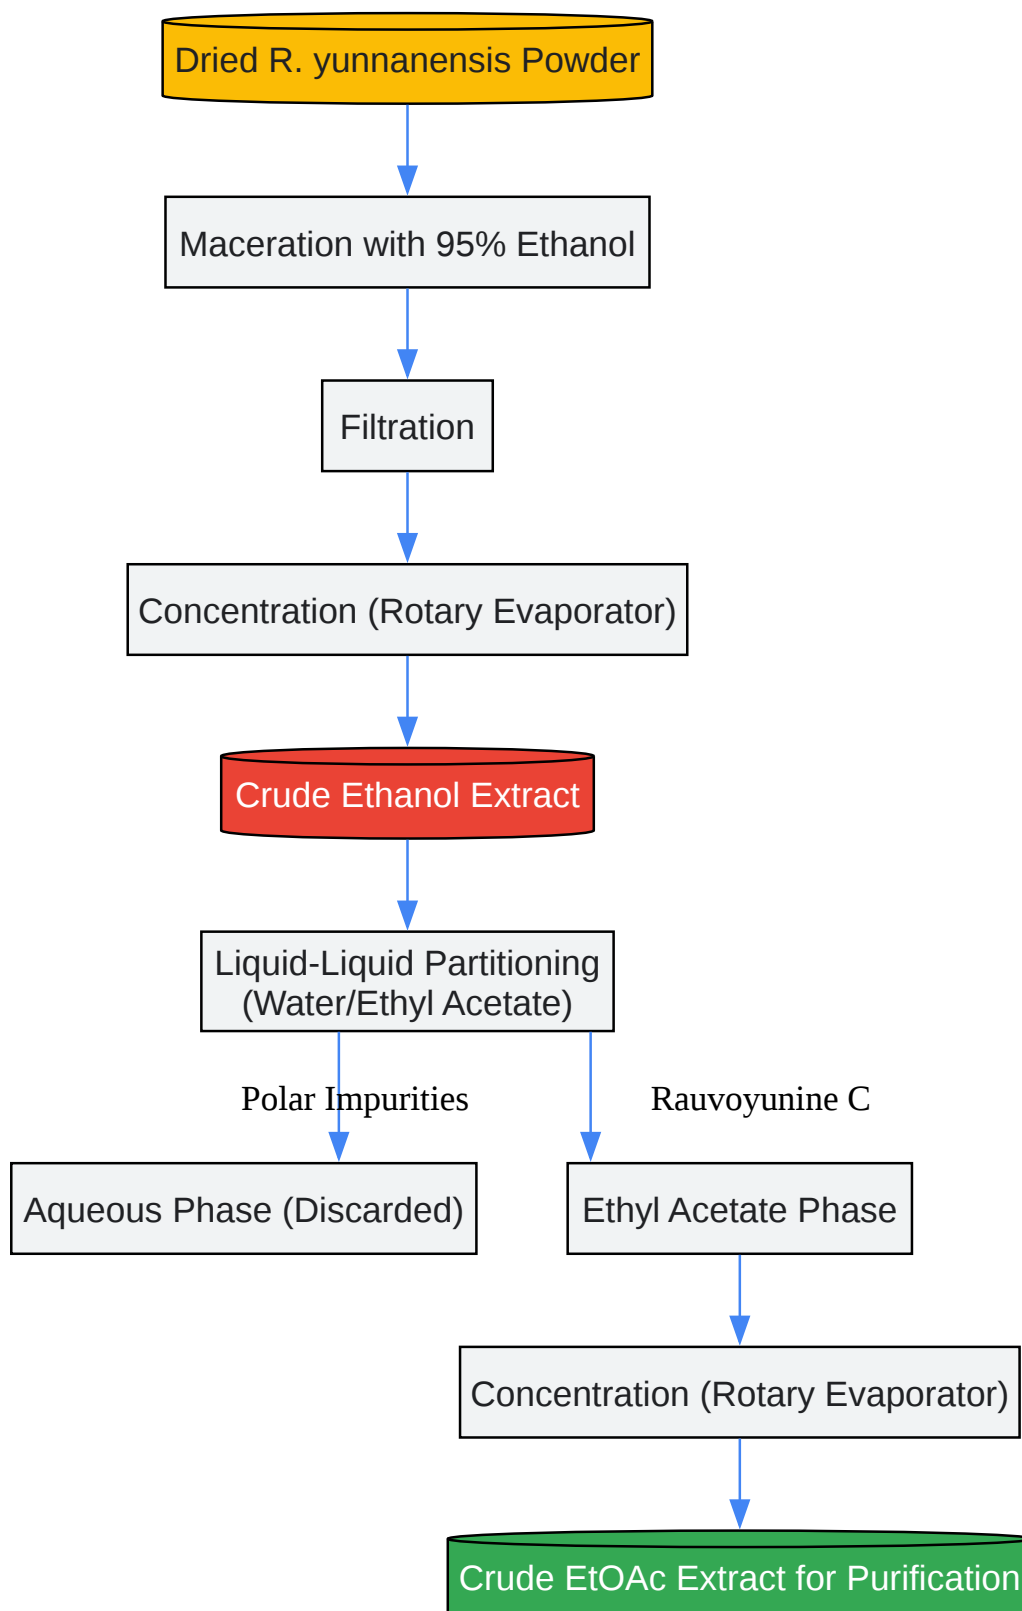 Dried R. yunnanensis Powder
Maceration with 95% Ethanol
Filtration
Concentration (Rotary Evaporator)
Crude Ethanol Extract
Liquid-Liquid Partitioning
(Water/Ethyl Acetate)
Polar Impurities
Rauvoyunine C
Aqueous Phase (Discarded)
Ethyl Acetate Phase
Concentration (Rotary Evaporator)
Crude EtOAc Extract for Purification